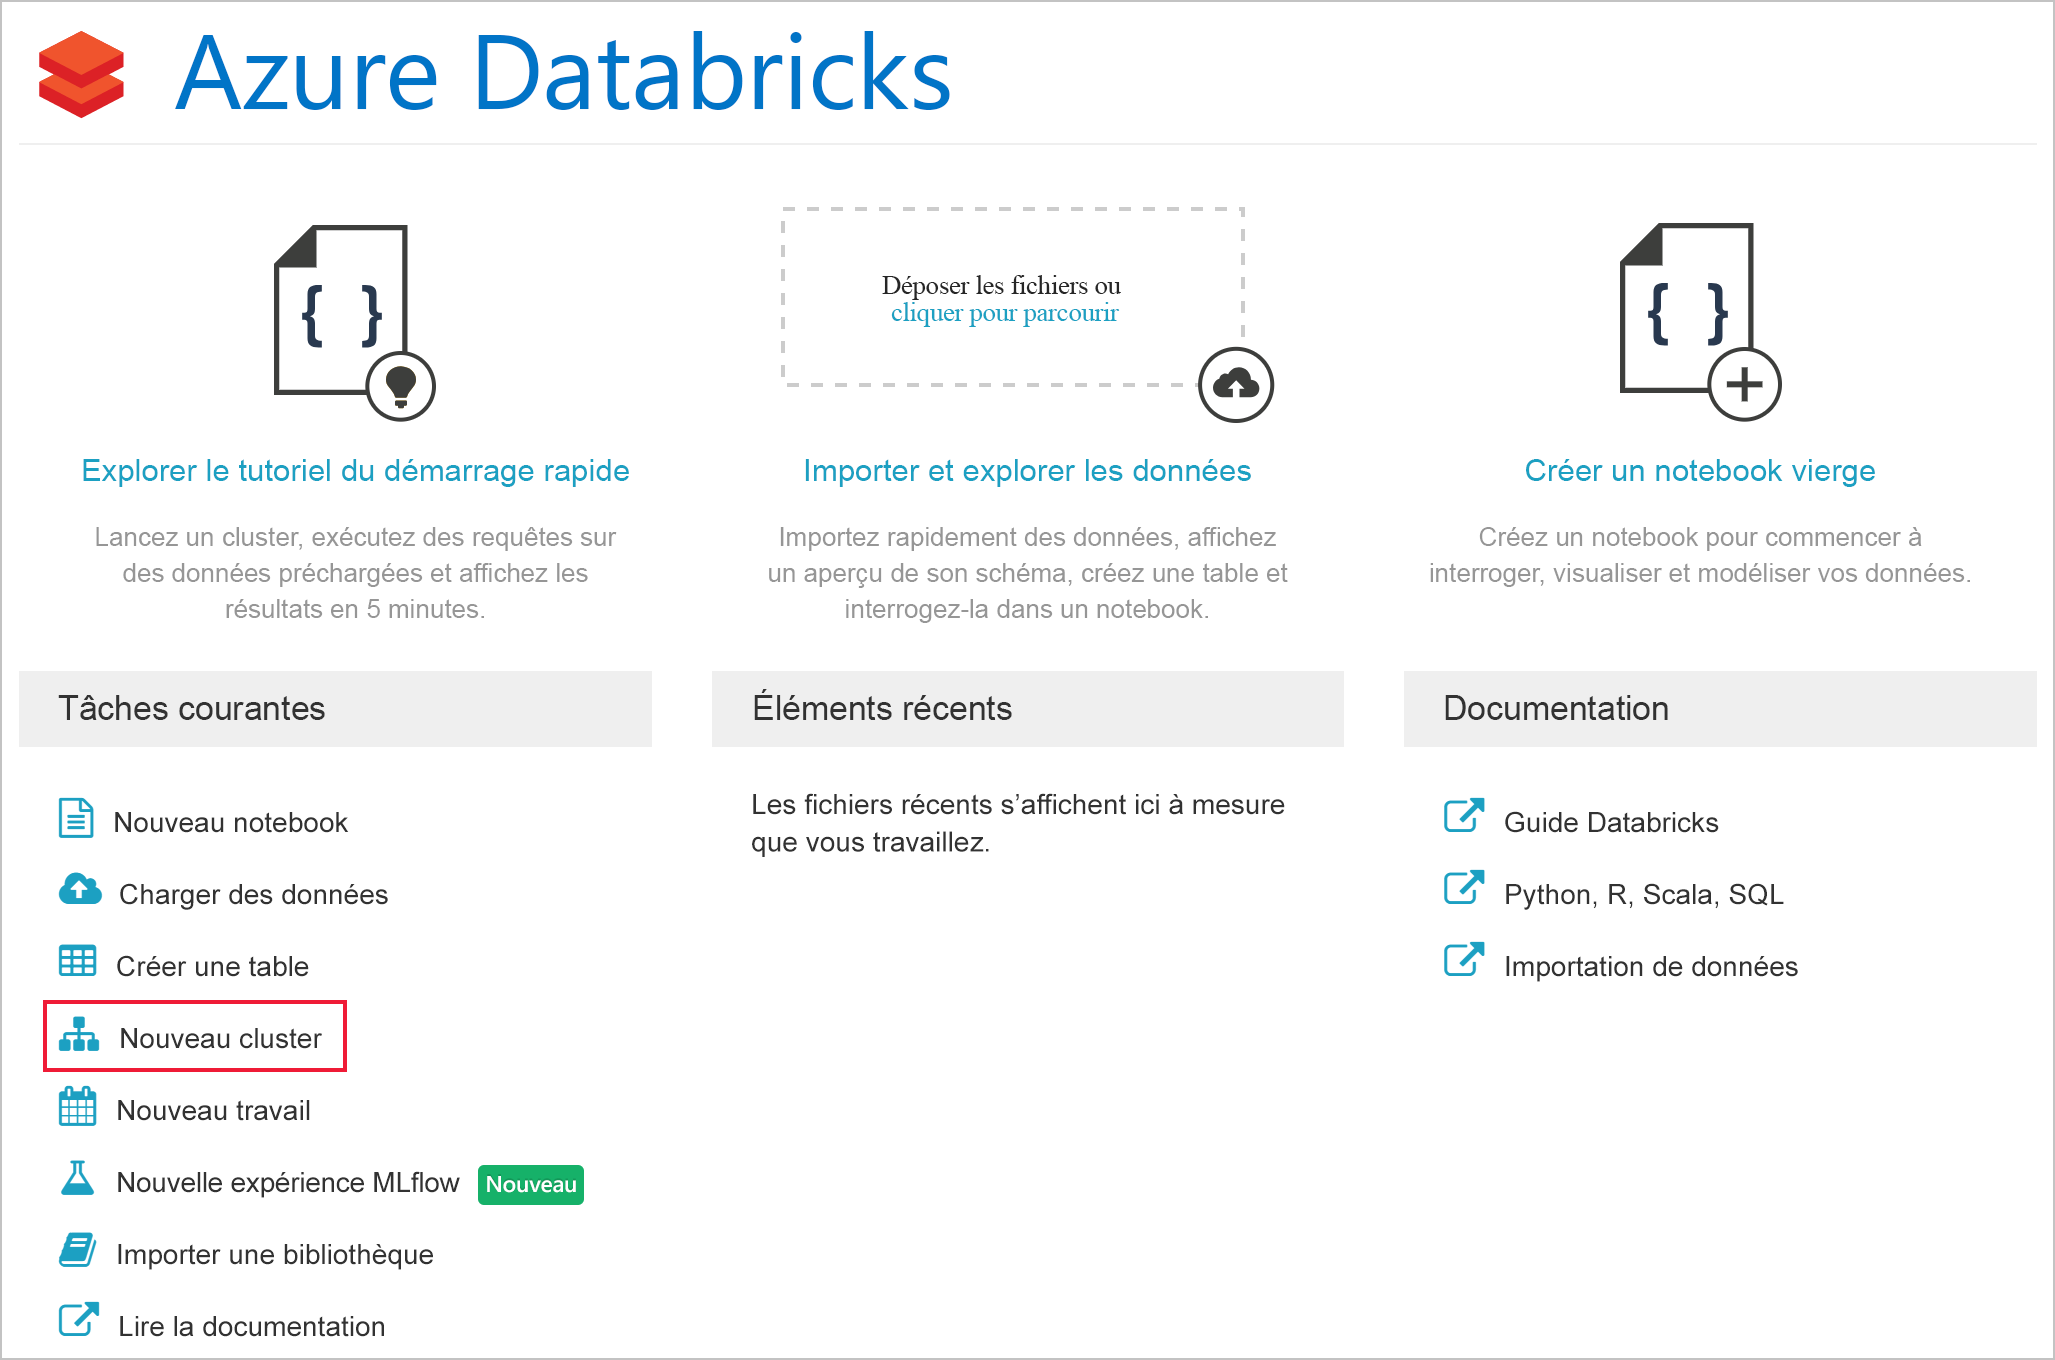 Azure Databricks
{ }
Déposer les fichiers ou
cliquer pour parcourir
{ }
Explorer le tutoriel du démarrage rapide
Lancez un cluster, exécutez des requêtes sur
des données préchargées et affichez les
résultats en 5 minutes.
Importer et explorer les données
Importez rapidement des données, affichez
un aperçu de son schéma, créez une table et
interrogez-la dans un notebook.
Créer un notebook vierge
Créez un notebook pour commencer à
interroger, visualiser et modéliser vos données.
Tâches courantes
Nouveau notebook
Charger des données
Créer une table
Nouveau cluster
Nouveau travail
Nouvelle expérience MLflow Nouveau
Importer une bibliothèque
Lire la documentation
Éléments récents
Les fichiers récents s’affichent ici à mesure
que vous travaillez.
Documentation
Guide Databricks
Python, R, Scala, SQL
Importation de données